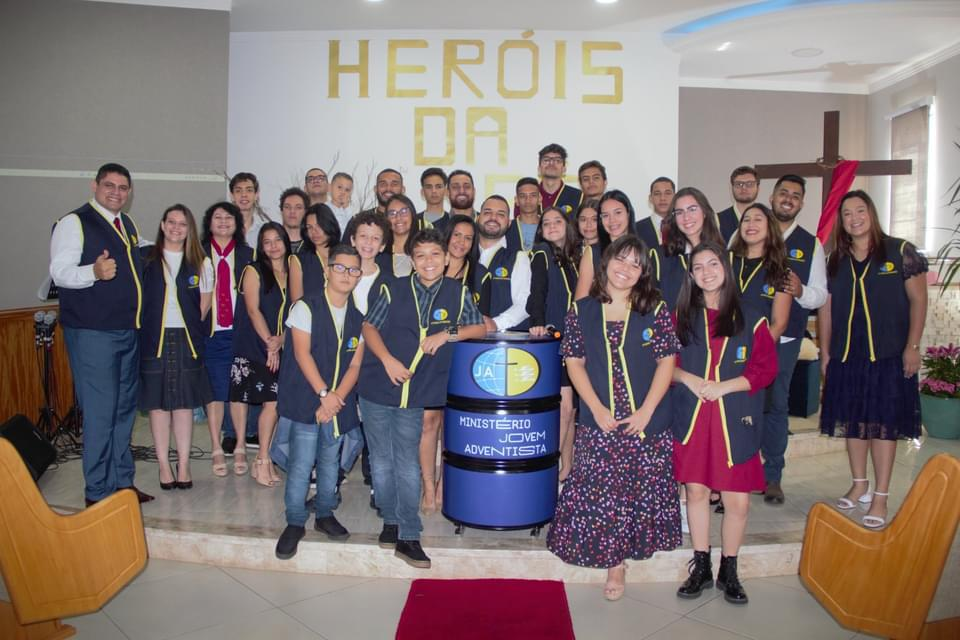 HERÓIS
DA
JA
MINISTÉRIO
JOVEM
ADVENTISTA